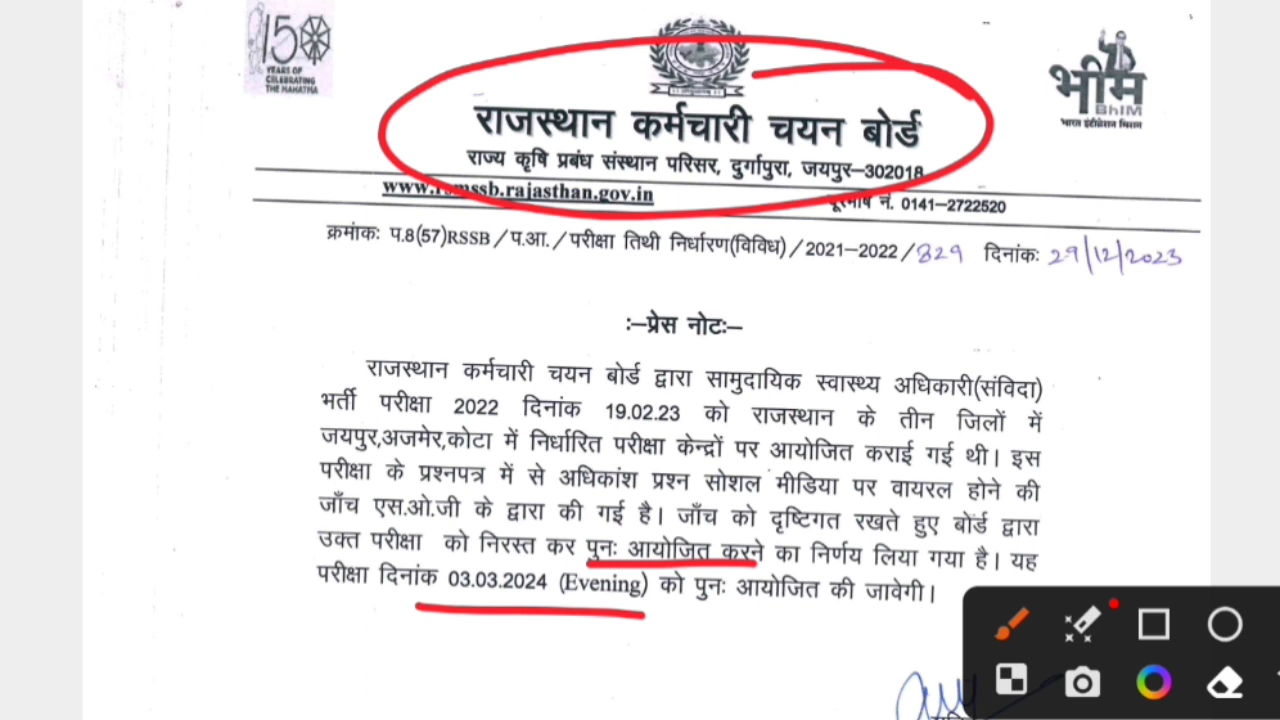 150
YEARS OF
CELEBRATING
THE MAHATMA
भीम
BHIM
राजस्थान कर्मचारी चयन बोर्ड
राज्य कृषि प्रबंध संस्थान परिसर, दुर्गापुरा, जयपुर–302018
www.rsmssb.rajasthan.gov.in
दूरभाष नं. 0141–2722520
क्रमांकः प.8(57)RSSB/प.आ./परीक्षा तिथी निर्धारण(विविध)/2021–2022/829 दिनांकः 29/12/2023
ः–प्रेस नोटः–
राजस्थान कर्मचारी चयन बोर्ड द्वारा सामुदायिक स्वास्थ्य अधिकारी(संविदा)
भर्ती परीक्षा 2022 दिनांक 19.02.23 को राजस्थान के तीन जिलों में
जयपुर,अजमेर,कोटा में निर्धारित परीक्षा केन्द्रों पर आयोजित कराई गई थी। इस
परीक्षा के प्रश्नपत्र में से अधिकांश प्रश्न सोशल मीडिया पर वायरल होने की
जाँच एस.ओ.जी के द्वारा की गई है। जाँच को दृष्टिगत रखते हुए बोर्ड द्वारा
उक्त परीक्षा को निरस्त कर पुनः आयोजित करने का निर्णय लिया गया है। यह
परीक्षा दिनांक 03.03.2024 (Evening) को पुनः आयोजित की जावेगी।